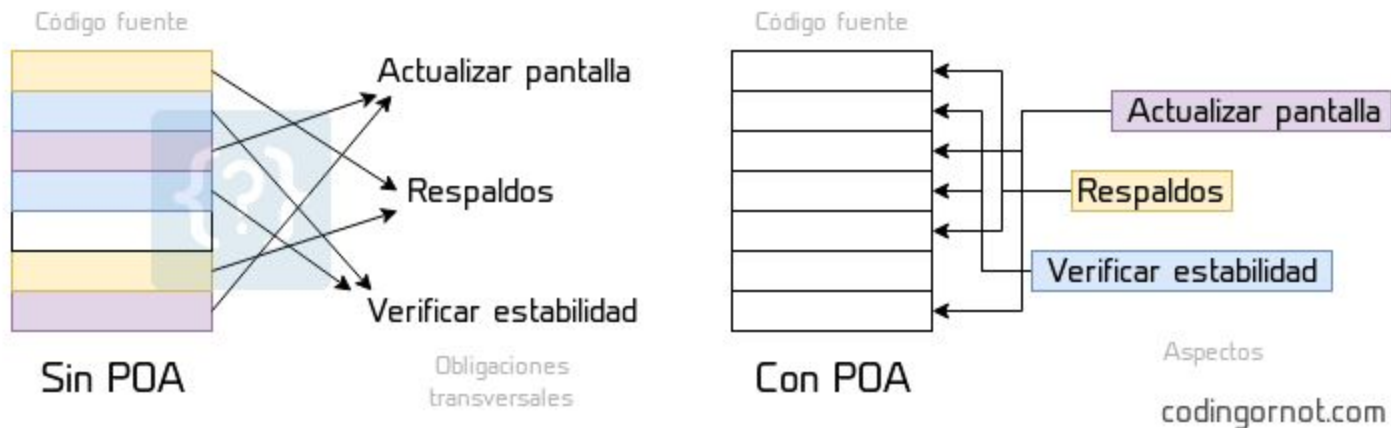 Código fuente
Actualizar pantalla
Respaldos
Verificar estabilidad
Sin POA
Obligaciones
transversales
{?}
Código fuente
Actualizar pantalla
Respaldos
Verificar estabilidad
Con POA
Aspectos
codingornot.com